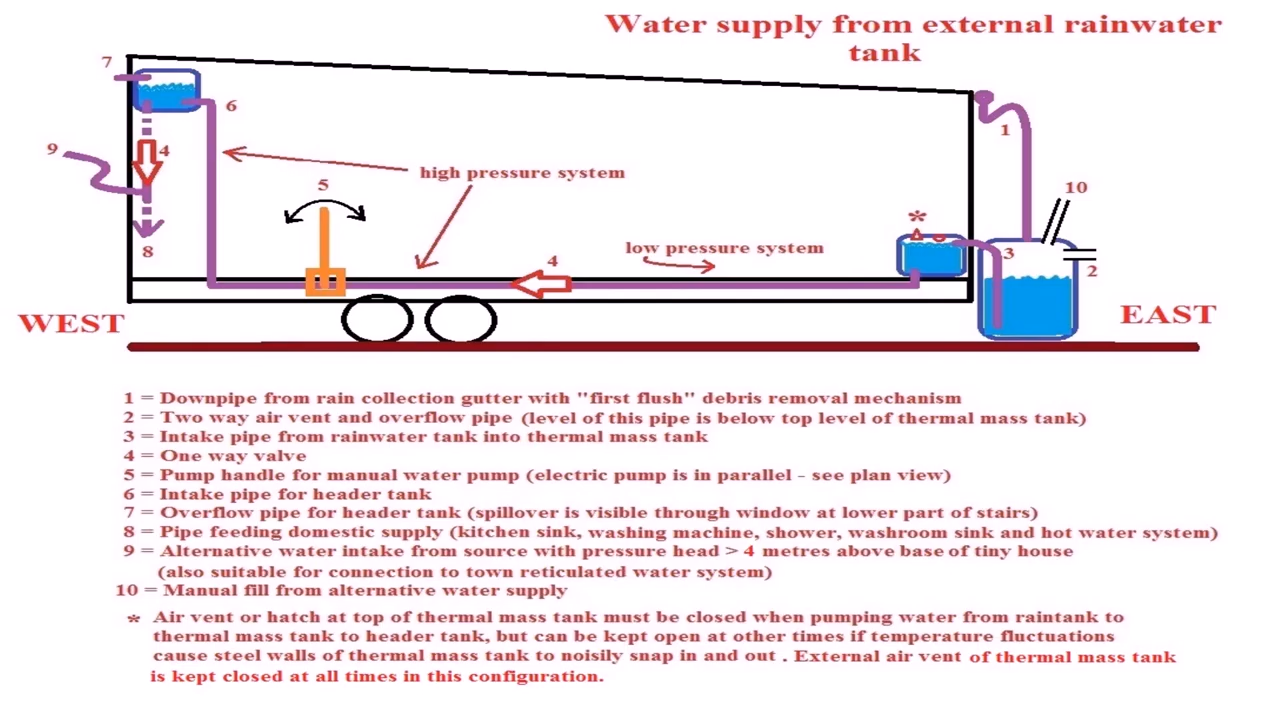 Water supply from external rainwater
tank
7
6
9
4
8
5
high pressure system
4
low pressure system
*
1
10
3
2
WEST
EAST
1 = Downpipe from rain collection gutter with "first flush" debris removal mechanism
2 = Two way air vent and overflow pipe (level of this pipe is below top level of thermal mass tank)
3 = Intake pipe from rainwater tank into thermal mass tank
4 = One way valve
5 = Pump handle for manual water pump (electric pump is in parallel - see plan view)
6 = Intake pipe for header tank
7 = Overflow pipe for header tank (spillover is visible through window at lower part of stairs)
8 = Pipe feeding domestic supply (kitchen sink, washing machine, shower, washroom sink and hot water system)
9 = Alternative water intake from source with pressure head > 4 metres above base of tiny house
(also suitable for connection to town reticulated water system)
10 = Manual fill from alternative water supply
* Air vent or hatch at top of thermal mass tank must be closed when pumping water from raintank to
thermal mass tank to header tank, but can be kept open at other times if temperature fluctuations
cause steel walls of thermal mass tank to noisily snap in and out . External air vent of thermal mass tank
is kept closed at all times in this configuration.